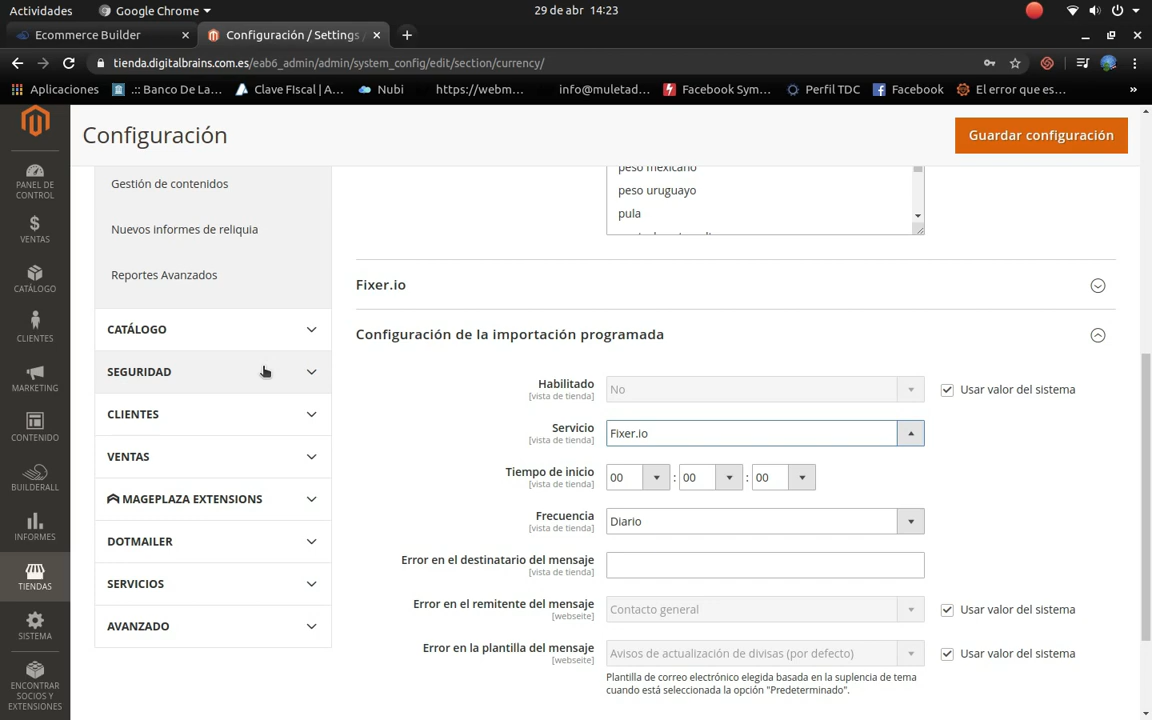 Actividades
Google Chrome
29 de abr 14:23
Ecommerce Builder
Configuración / Settings /
tienda.digitalbrains.com.es/eab6_admin/admin/system_config/edit/section/currency/
Aplicaciones
.:: Banco De La...
Clave FIscal | A...
Nubi
https://webm...
info@muletad...
Facebook Sym...
Perfil TDC
Facebook
El error que es...
»
PANEL DE
CONTROL
VENTAS
CATÁLOGO
CLIENTES
MARKETING
CONTENIDO
BUILDERALL
INFORMES
TIENDAS
SISTEMA
ENCONTRAR
SOCIOS Y
EXTENSIONES
Configuración
Guardar configuración
Gestión de contenidos
Nuevos informes de reliquia
Reportes Avanzados
CATÁLOGO
SEGURIDAD
CLIENTES
VENTAS
MAGEPLAZA EXTENSIONS
DOTMAILER
SERVICIOS
AVANZADO
peso mexicano
peso uruguayo
pula
Fixer.io
Configuración de la importación programada
Habilitado
[vista de tienda]
No
Usar valor del sistema
Servicio
[vista de tienda]
Fixer.io
Tiempo de inicio
[vista de tienda]
00 : 00 : 00
Frecuencia
[vista de tienda]
Diario
Error en el destinatario del mensaje
[vista de tienda]
Error en el remitente del mensaje
[webseite]
Contacto general
Usar valor del sistema
Error en la plantilla del mensaje
[webseite]
Avisos de actualización de divisas (por defecto)
Usar valor del sistema
Plantilla de correo electrónico elegida basada en la suplencia de tema
cuando está seleccionada la opción "Predeterminado".